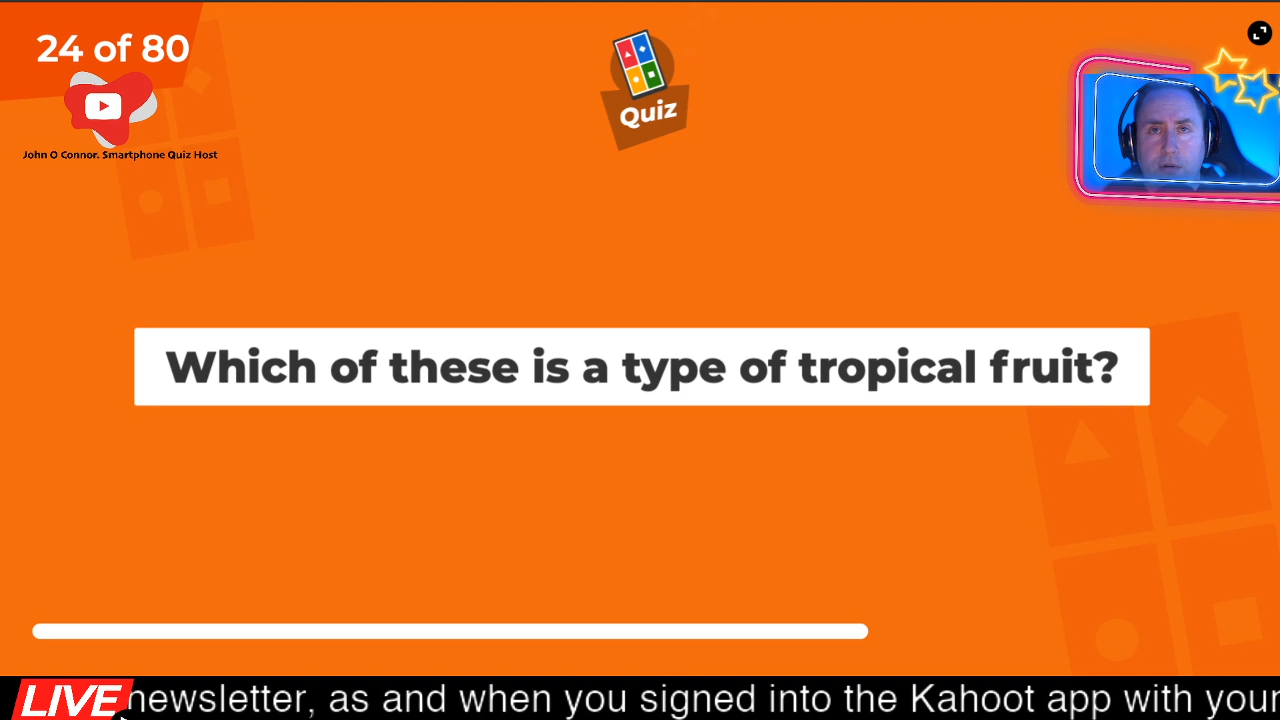 24 of 80
Quiz
John O Connor. Smartphone Quiz Host
Which of these is a type of tropical fruit?
LIVE newsletter, as and when you signed into the Kahoot app with your